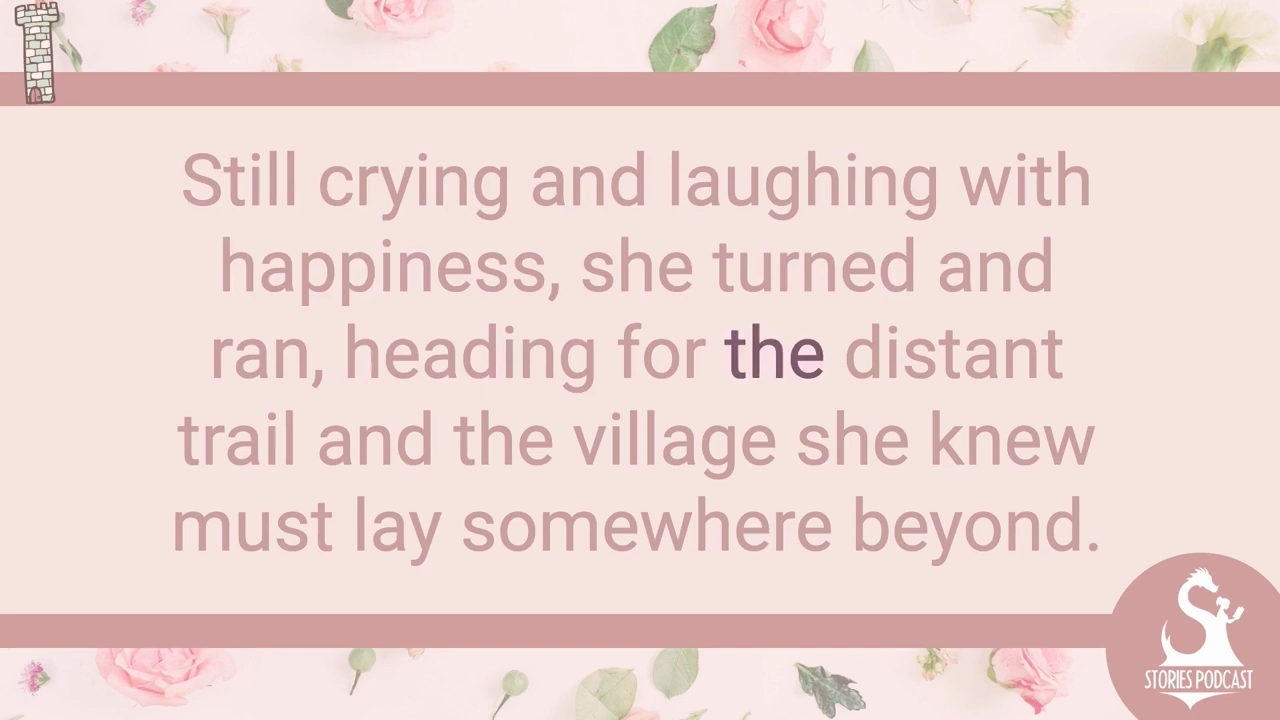 Still crying and laughing with
happiness, she turned and
ran, heading for the distant
trail and the village she knew
must lay somewhere beyond.
STORIES PODCAST